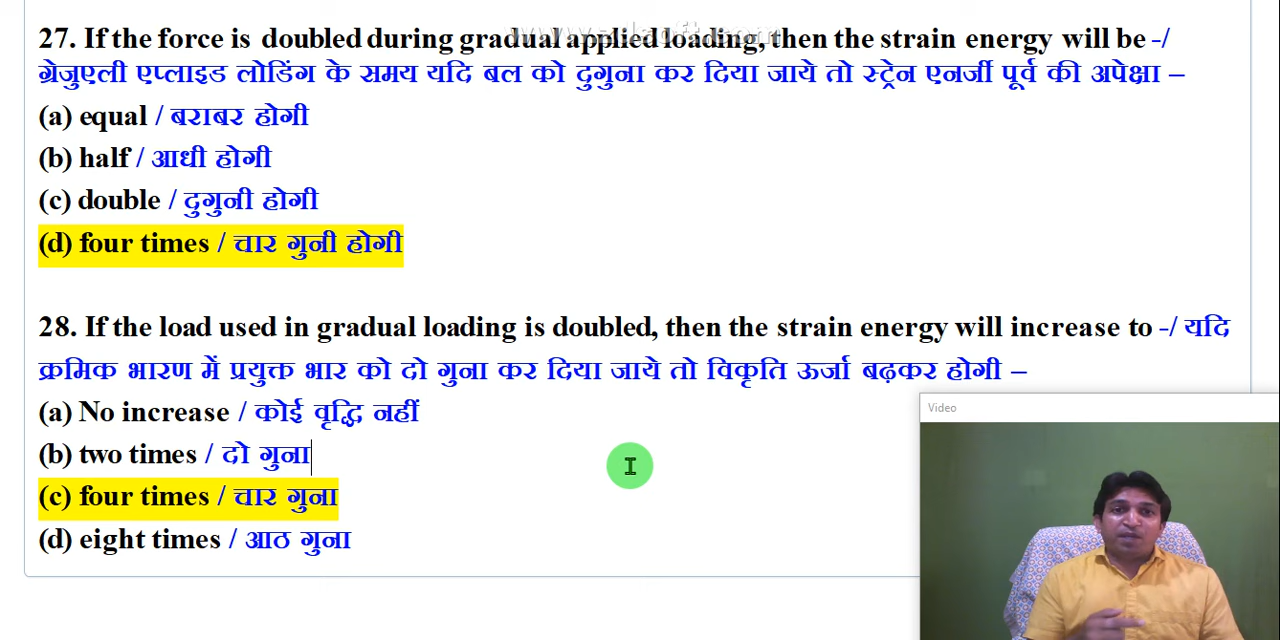 27. If the force is doubled during gradual applied loading, then the strain energy will be -/
ग्रेजुएली एप्लाइड लोडिंग के समय यदि बल को दुगुना कर दिया जाये तो स्ट्रेन एनर्जी पूर्व की अपेक्षा –
(a) equal / बराबर होगी
(b) half / आधी होगी
(c) double / दुगुनी होगी
(d) four times / चार गुनी होगी
28. If the load used in gradual loading is doubled, then the strain energy will increase to -/ यदि
क्रमिक भारण में प्रयुक्त भार को दो गुना कर दिया जाये तो विकृति ऊर्जा बढ़कर होगी –
(a) No increase / कोई वृद्धि नहीं
(b) two times / दो गुना
(c) four times / चार गुना
(d) eight times / आठ गुना
Video